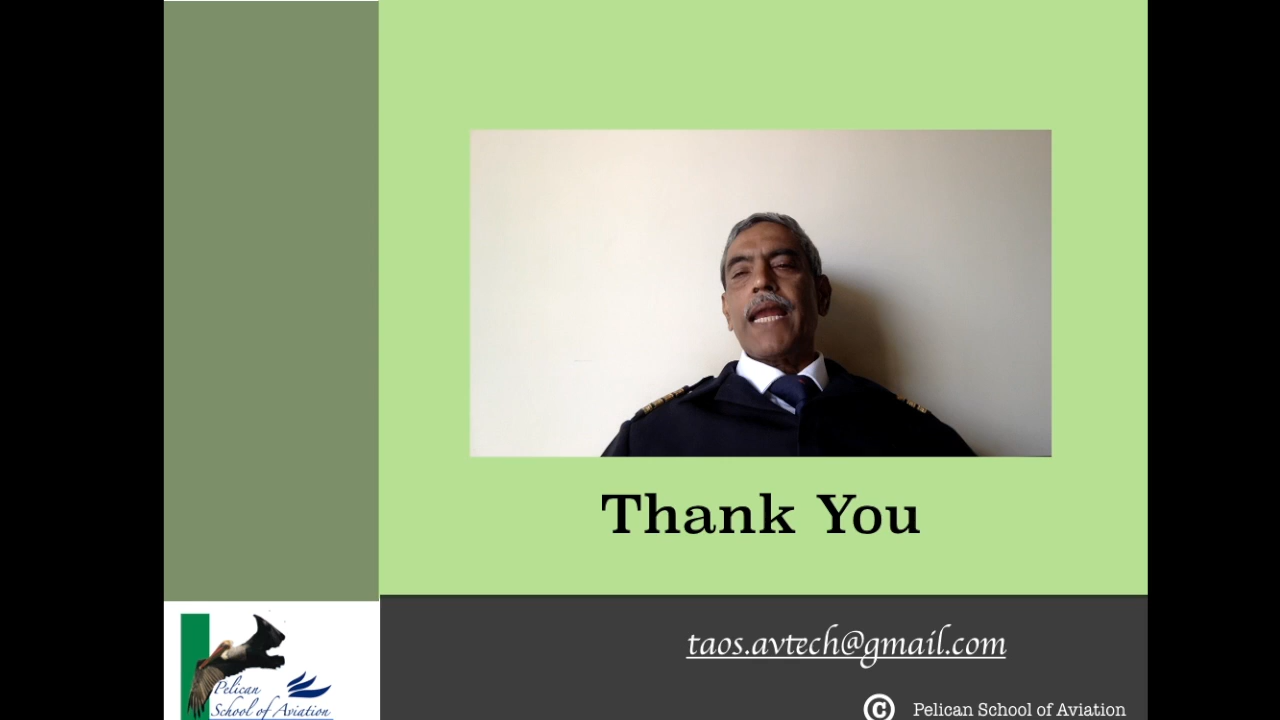 Thank You
taos.avtech@gmail.com
© Pelican School of Aviation
Pelican
School of Aviation